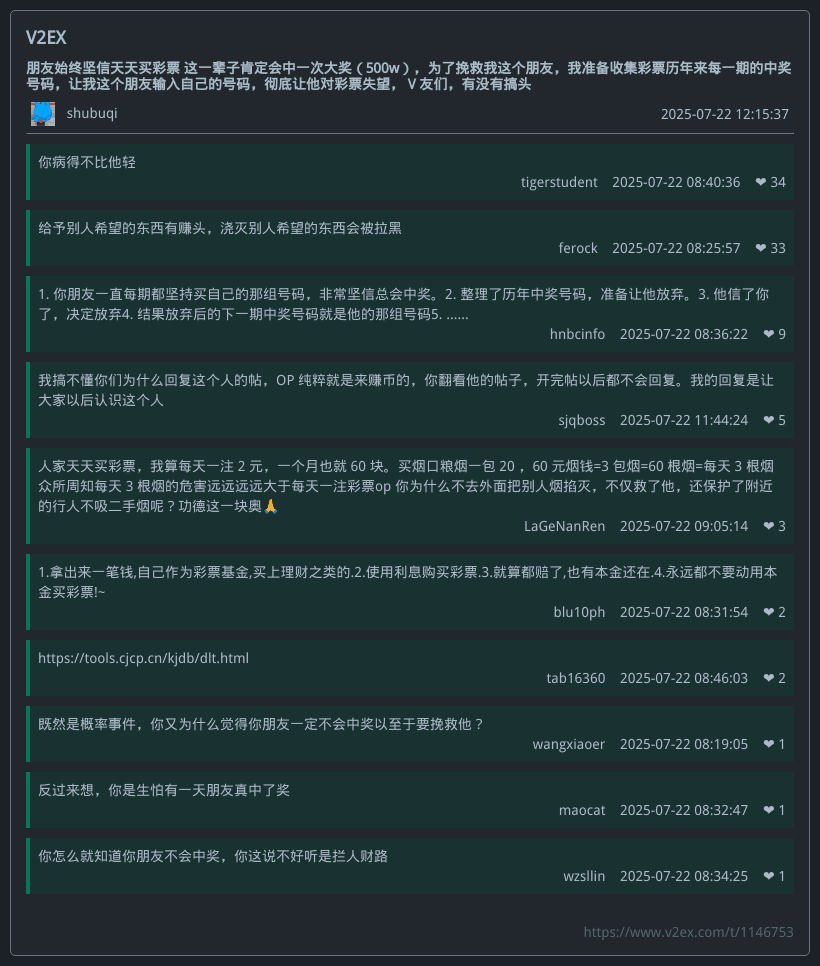 V2EX
朋友始终坚信天天买彩票 这一辈子肯定会中一次大奖（500w），为了挽救我这个朋友，我准备收集彩票历年来每一期的中奖
号码，让我这个朋友输入自己的号码，彻底让他对彩票失望， V 友们，有没有搞头
shubuqi 2025-07-22 12:15:37
你病得不比他轻
tigerstudent 2025-07-22 08:40:36 ❤ 34
给予别人希望的东西有赚头，浇灭别人希望的东西会被拉黑
ferock 2025-07-22 08:25:57 ❤ 33
1. 你朋友一直每期都坚持买自己的那组号码，非常坚信总会中奖。2. 整理了历年中奖号码，准备让他放弃。3. 他信了你
了，决定放弃4. 结果放弃后的下一期中奖号码就是他的那组号码5. ......
hnbcinfo 2025-07-22 08:36:22 ❤ 9
我搞不懂你们为什么回复这个人的帖，OP 纯粹就是来赚币的，你翻看他的帖子，开完帖以后都不会回复。我的回复是让
大家以后认识这个人
sjqboss 2025-07-22 11:44:24 ❤ 5
人家天天买彩票，我算每天一注 2 元，一个月也就 60 块。买烟口粮烟一包 20 ，60 元烟钱=3 包烟=60 根烟=每天 3 根烟
众所周知每天 3 根烟的危害远远远远大于每天一注彩票op 你为什么不去外面把别人烟掐灭，不仅救了他，还保护了附近
的行人不吸二手烟呢？功德这一块奥🙏
LaGeNanRen 2025-07-22 09:05:14 ❤ 3
1.拿出来一笔钱,自己作为彩票基金,买上理财之类的.2.使用利息购买彩票.3.就算都赔了,也有本金还在.4.永远都不要动用本
金买彩票!~
blu10ph 2025-07-22 08:31:54 ❤ 2
https://tools.cjcp.cn/kjdb/dlt.html
tab16360 2025-07-22 08:46:03 ❤ 2
既然是概率事件，你又为什么觉得你朋友一定不会中奖以至于要挽救他？
wangxiaoer 2025-07-22 08:19:05 ❤ 1
反过来想，你是生怕有一天朋友真中了奖
maocat 2025-07-22 08:32:47 ❤ 1
你怎么就知道你朋友不会中奖，你这说不好听是拦人财路
wzsllin 2025-07-22 08:34:25 ❤ 1
https://www.v2ex.com/t/1146753